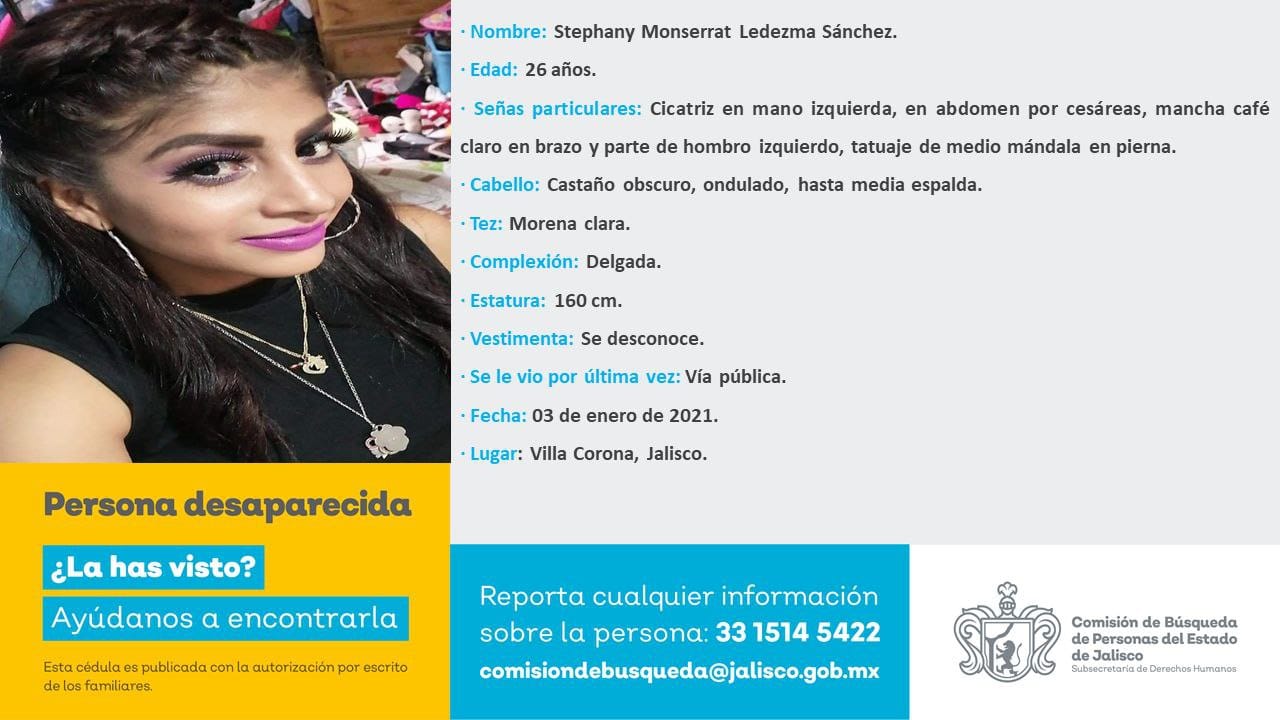 · Nombre: Stephany Monserrat Ledezma Sánchez.
· Edad: 26 años.
· Señas particulares: Cicatriz en mano izquierda, en abdomen por cesáreas, mancha café
claro en brazo y parte de hombro izquierdo, tatuaje de medio mándala en pierna.
· Cabello: Castaño obscuro, ondulado, hasta media espalda.
· Tez: Morena clara.
· Complexión: Delgada.
· Estatura: 160 cm.
· Vestimenta: Se desconoce.
· Se le vio por última vez: Vía pública.
· Fecha: 03 de enero de 2021.
· Lugar: Villa Corona, Jalisco.
Persona desaparecida
¿La has visto?
Ayúdanos a encontrarla
Esta cédula es publicada con la autorización por escrito
de los familiares.
Reporta cualquier información
sobre la persona: 33 1514 5422
comisiondebusqueda@jalisco.gob.mx
Comisión de Búsqueda
de Personas del Estado
de Jalisco
Subsecretaría de Derechos Humanos